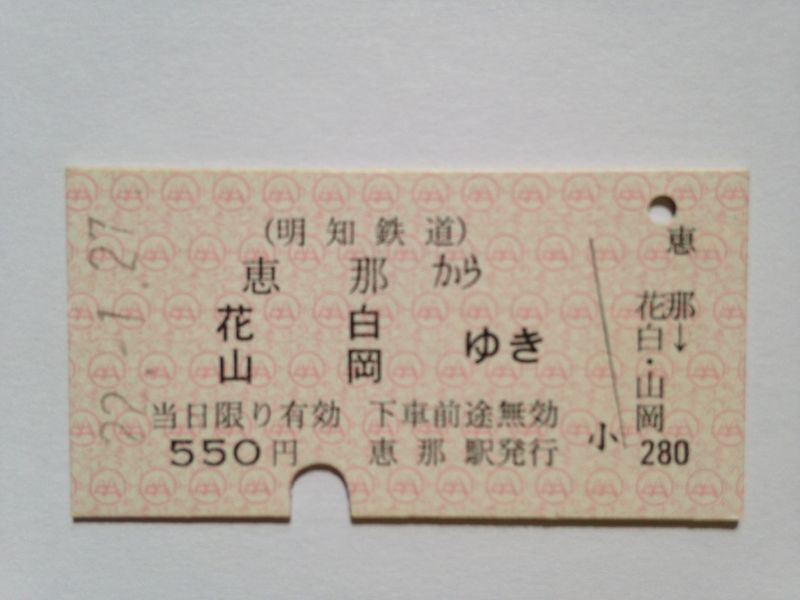 22.-1.27
(明知鉄道)
恵那から
花白
山岡
ゆき
当日限り有効 下車前途無効
550円 恵那駅発行
小
恵那↓
花白・山岡
280